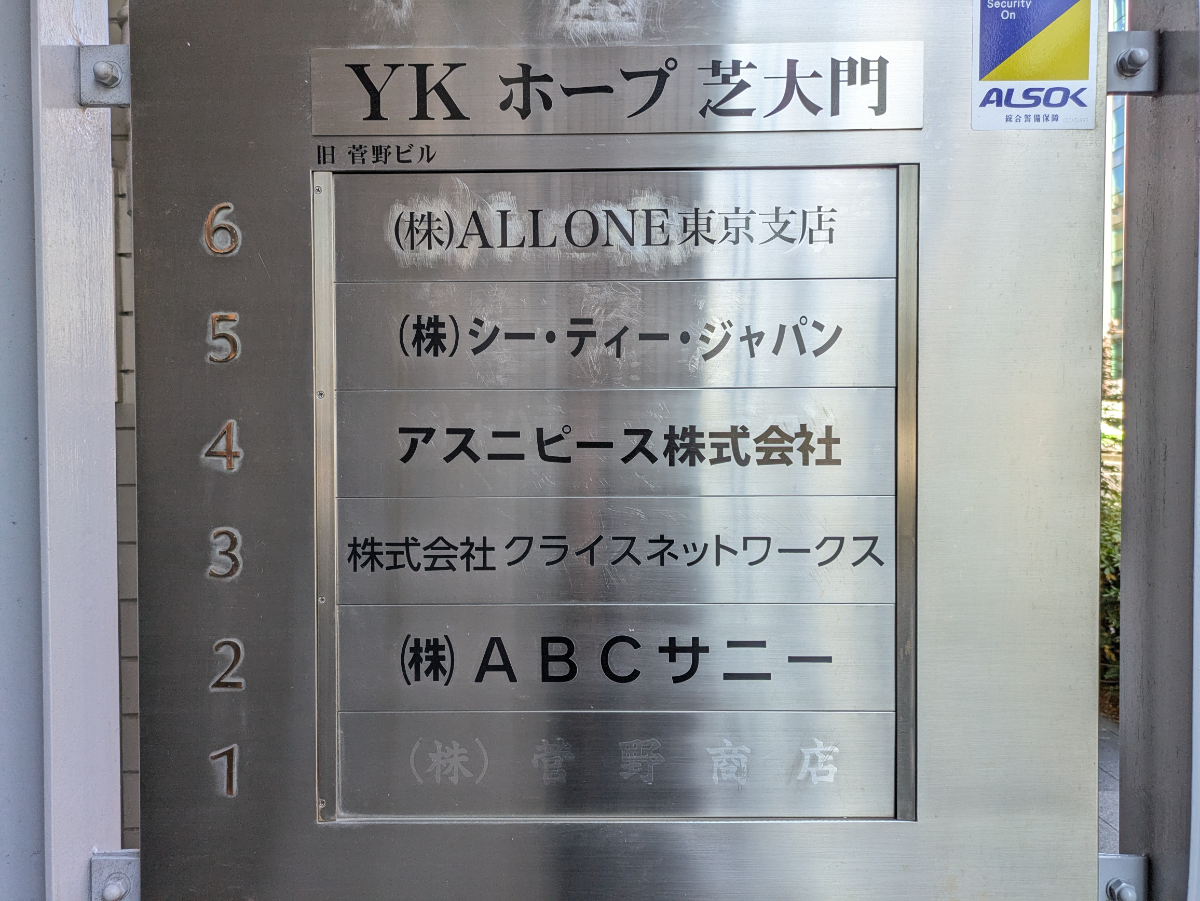 Security
On
ALSOK
綜合警備保障
YK ホープ 芝大門
旧 菅野ビル
6 (株)ALL ONE東京支店
5 (株)シー・ティー・ジャパン
4 アスニピース株式会社
3 株式会社 クライスネットワークス
2 (株)ABCサニー
1 (株)菅野商店